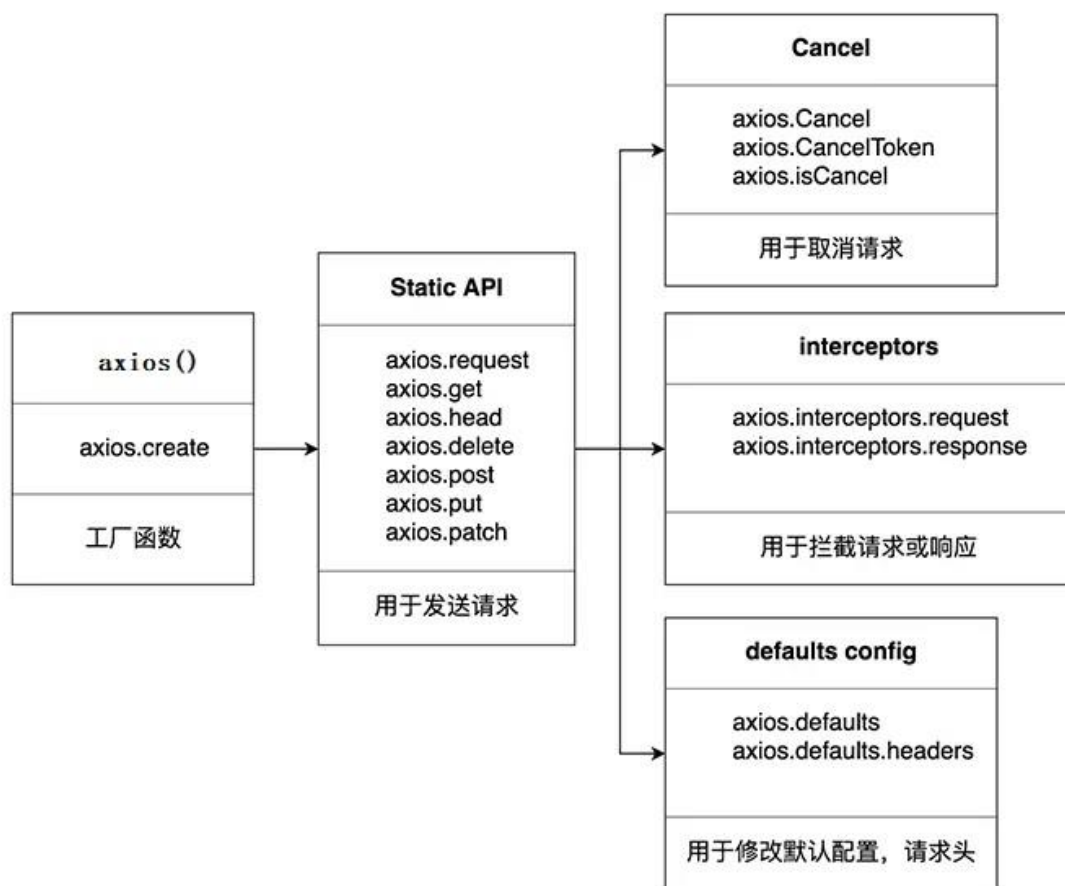 axios()
axios.create
工厂函数
Static API
axios.request
axios.get
axios.head
axios.delete
axios.post
axios.put
axios.patch
用于发送请求
Cancel
axios.Cancel
axios.CancelToken
axios.isCancel
用于取消请求
interceptors
axios.interceptors.request
axios.interceptors.response
用于拦截请求或响应
defaults config
axios.defaults
axios.defaults.headers
用于修改默认配置，请求头